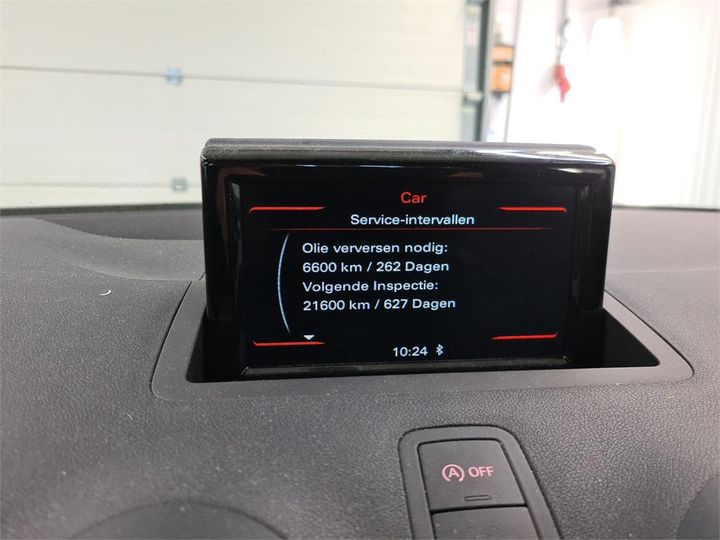 Car
Service-intervallen
Olie verversen nodig:
6600 km / 262 Dagen
Volgende Inspectie:
21600 km / 627 Dagen
10:24
A OFF